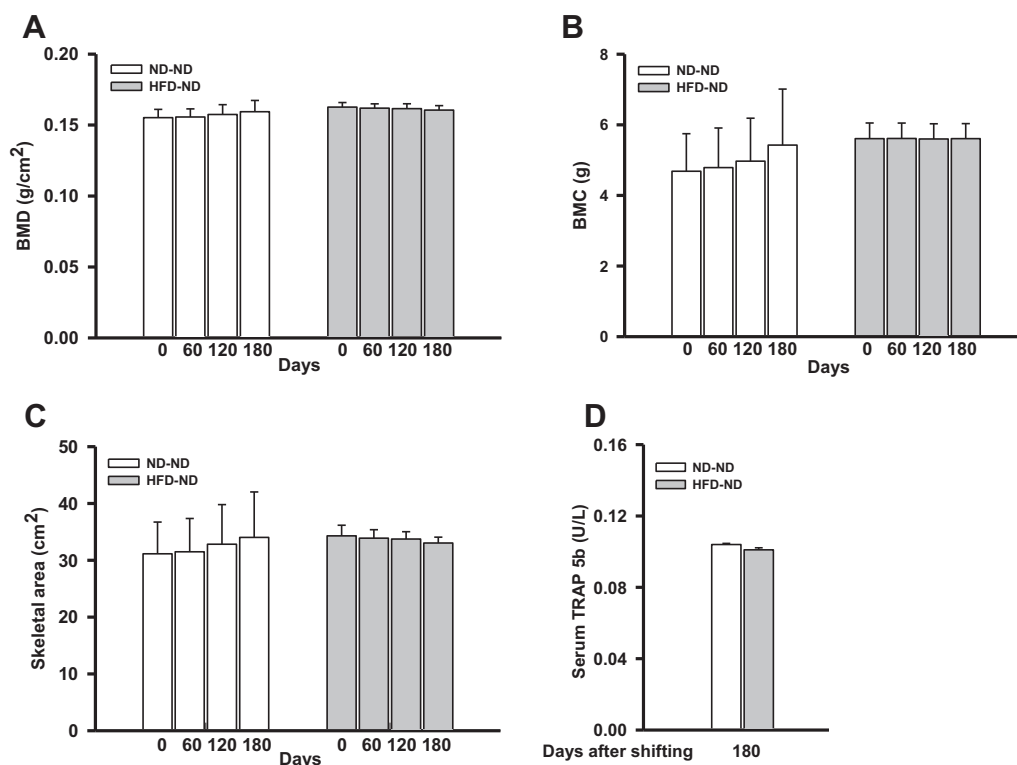 A
0.20
0.15
0.10
0.05
0.00
BMD (g/cm2)
ND-ND
HFD-ND
0 60 120 180 0 60 120 180
Days
B
8
6
4
2
0
BMC (g)
ND-ND
HFD-ND
0 60 120 180 0 60 120 180
Days
C
50
40
30
20
10
0
Skeletal area (cm2)
ND-ND
HFD-ND
0 60 120 180 0 60 120 180
Days
D
0.16
0.12
0.08
0.04
0.00
Serum TRAP 5b (U/L)
ND-ND
HFD-ND
Days after shifting 180